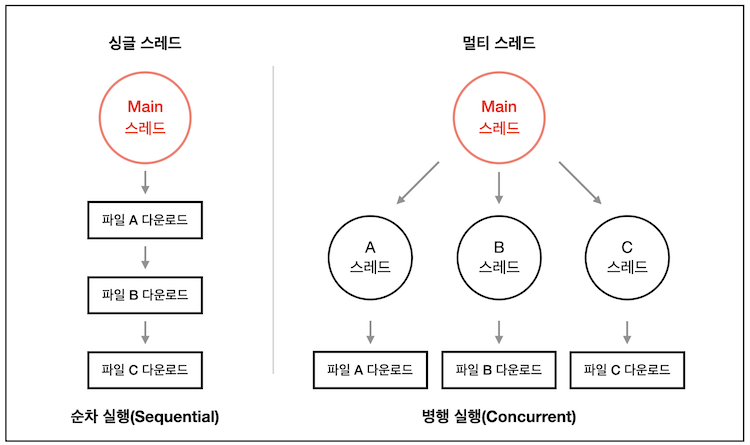 싱글 스레드
Main
스레드
파일 A 다운로드
파일 B 다운로드
파일 C 다운로드
순차 실행(Sequential)
멀티 스레드
Main
스레드
A
스레드
B
스레드
C
스레드
파일 A 다운로드
파일 B 다운로드
파일 C 다운로드
병행 실행(Concurrent)